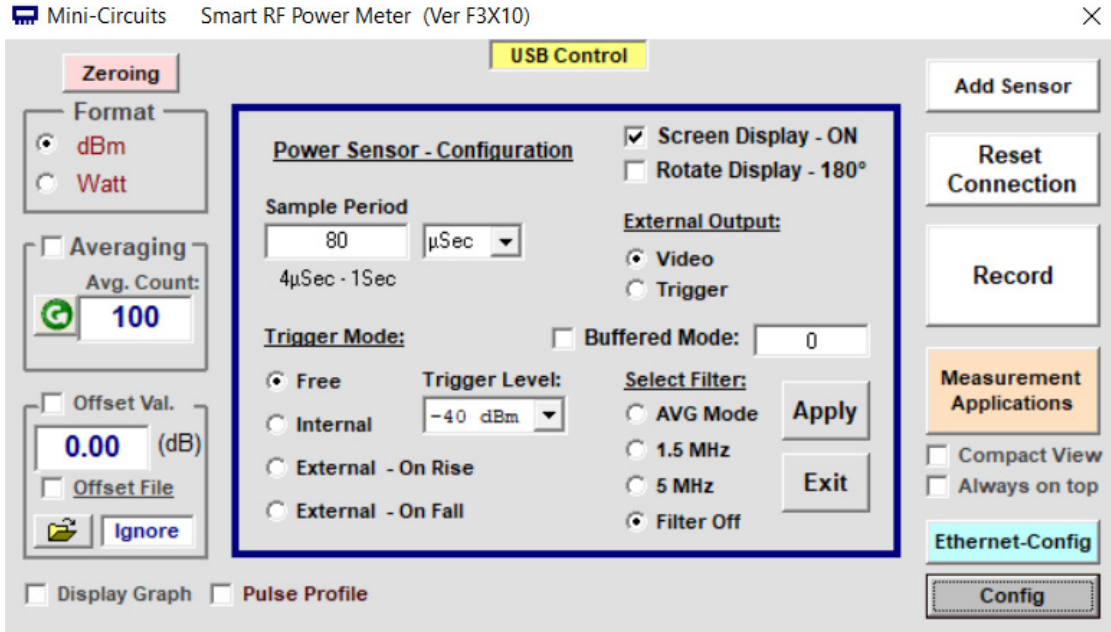 Mini-Circuits Smart RF Power Meter (Ver F3X10)
USB Control
Zeroing
Format
dBm
Watt
Averaging
Avg. Count:
100
Offset Val.
0.00 (dB)
Offset File
Ignore
Display Graph Pulse Profile
Power Sensor - Configuration
Screen Display - ON
Rotate Display - 180°
Sample Period
80 µSec
4µSec - 1Sec
External Output:
Video
Trigger
Trigger Mode:
Free
Internal
External - On Rise
External - On Fall
Trigger Level:
-40 dBm
Buffered Mode: 0
Select Filter:
AVG Mode
1.5 MHz
5 MHz
Filter Off
Apply
Exit
Add Sensor
Reset
Connection
Record
Measurement
Applications
Compact View
Always on top
Ethernet-Config
Config